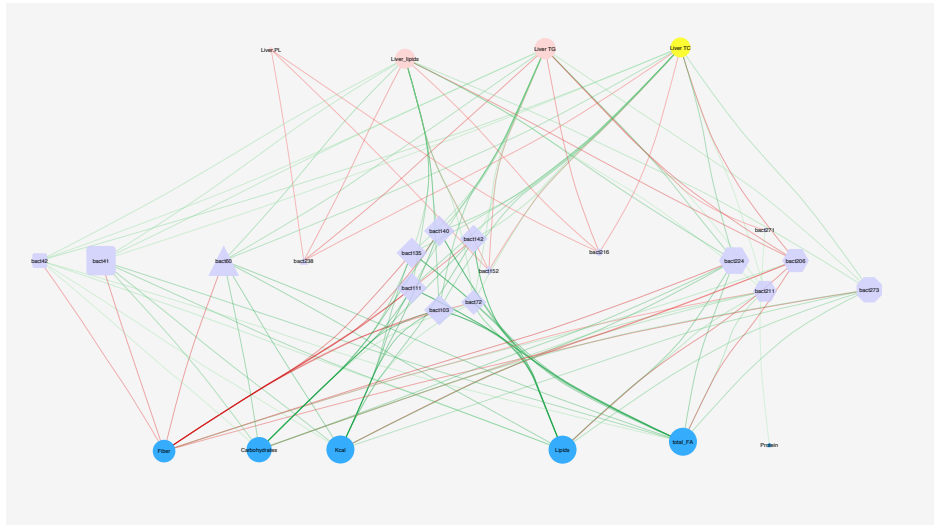 Liver.PL
Liver_lipids
Liver TG
Liver TC
bact140
bact142
bact271
bact135
bact216
bact42
bact41
bact60
bact238
bact152
bact224
bact206
bact111
bact211
bact273
bact72
bact103
Fiber
Carbohydrates
Kcal
Lipids
total_FA
Protein